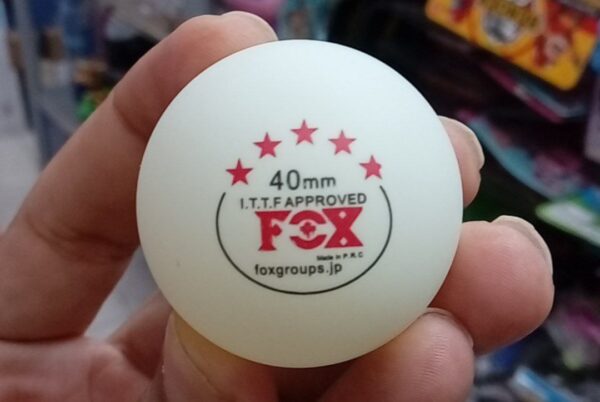 40mm
I.T.T.F APPROVED
FOX
Made in P.R.C
foxgroups.jp